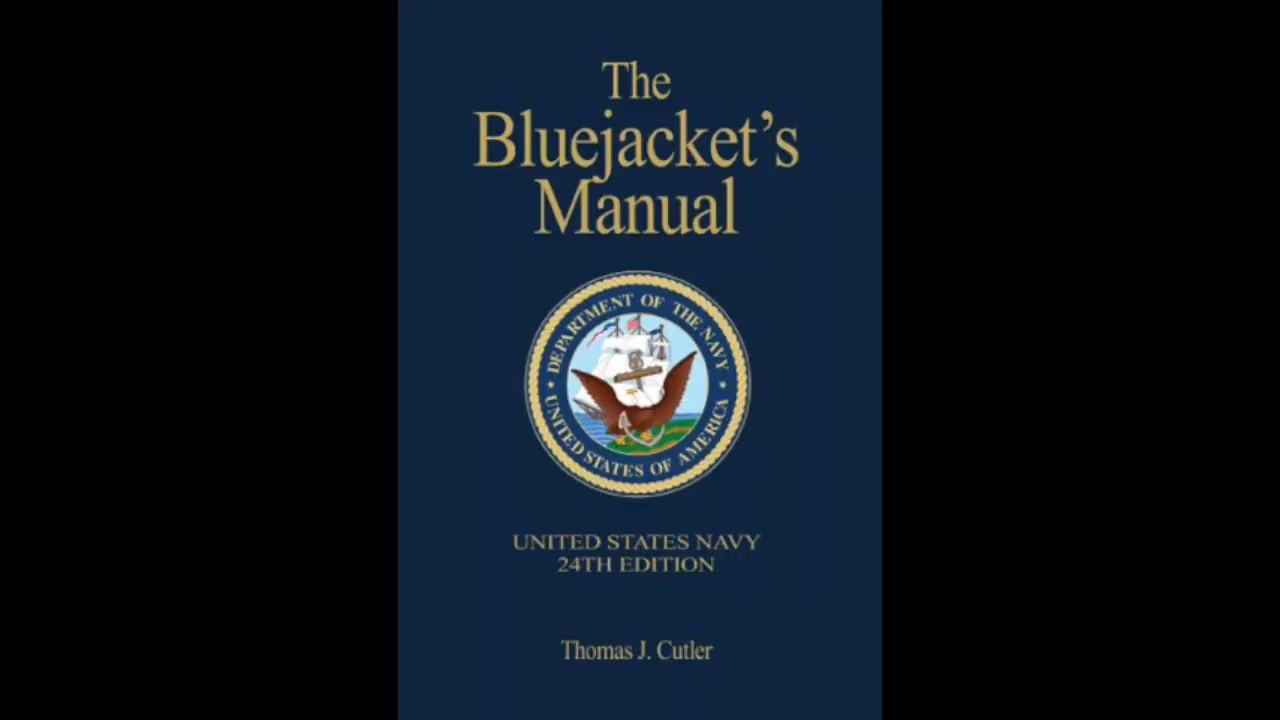 The
Bluejacket’s
Manual
DEPARTMENT OF THE NAVY
UNITED STATES OF AMERICA
UNITED STATES NAVY
24TH EDITION
Thomas J. Cutler